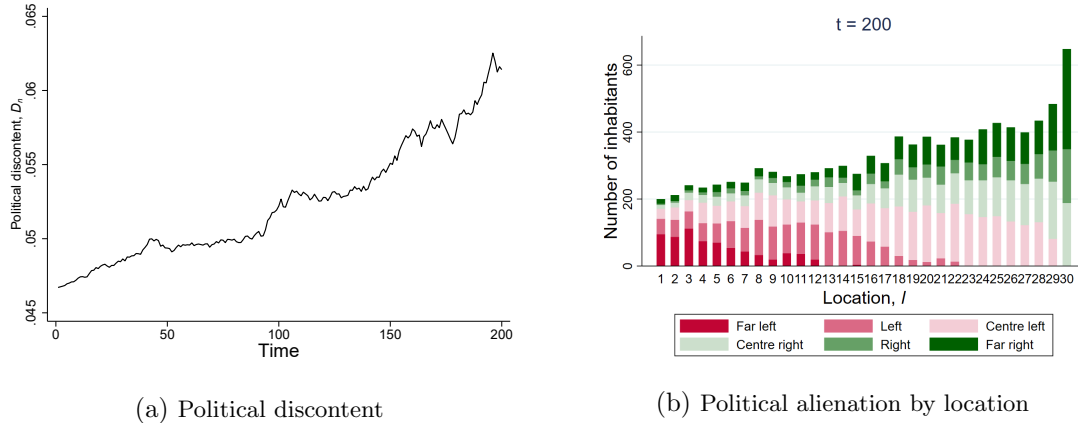 .065
.06
.055
.05
.045
Political discontent, Dₙ
0
50
100
150
200
Time
(a) Political discontent
t = 200
600
400
200
0
Number of inhabitants
1 2 3 4 5 6 7 8 9 10 11 12 13 14 15 16 17 18 19 20 21 22 23 24 25 26 27 28 29 30
Location, l
Far left Left Centre left
Centre right Right Far right
(b) Political alienation by location